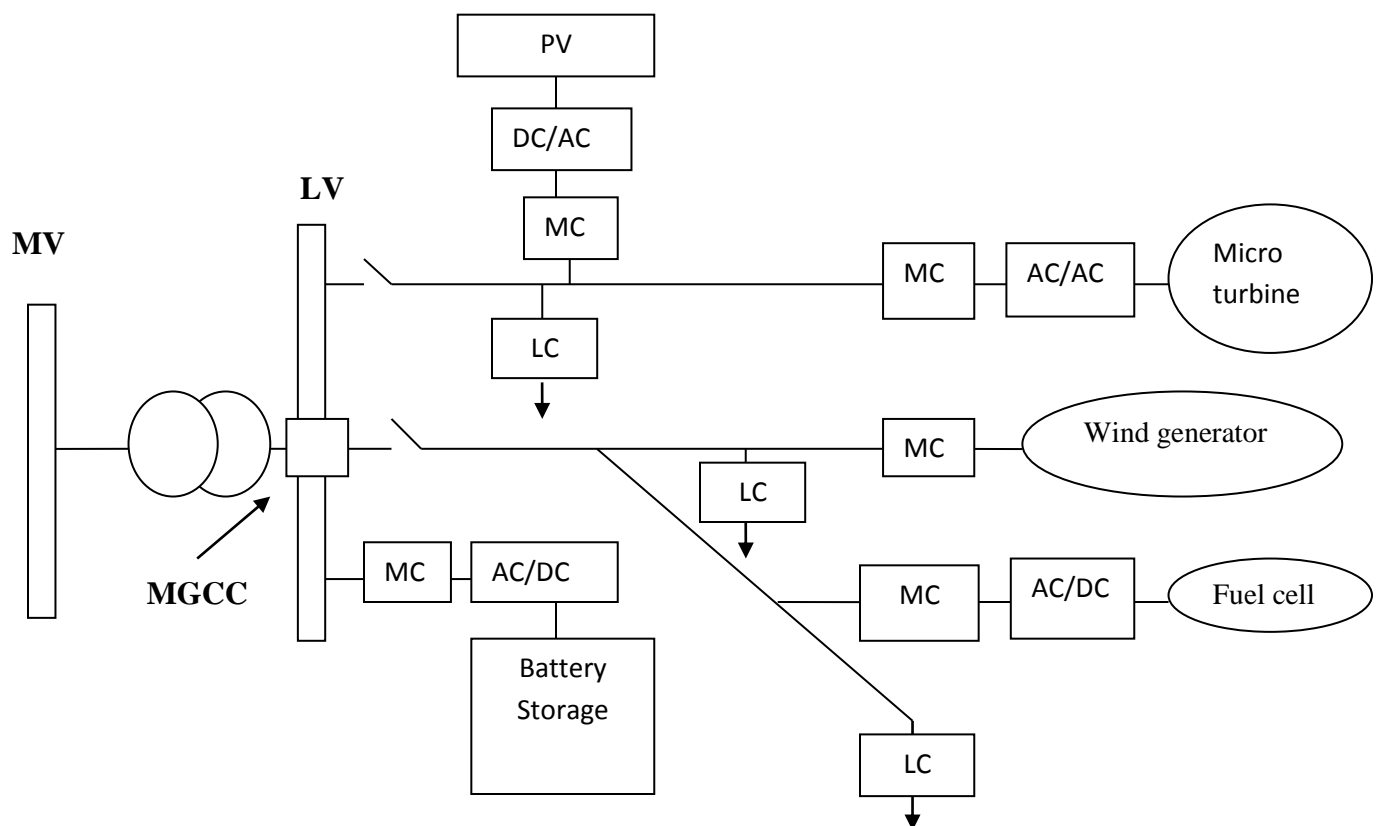 PV
DC/AC
LV
MC
MV
MC
AC/AC
Micro
turbine
LC
Wind generator
MC
LC
MC
AC/DC
MGCC
MC
AC/DC
Fuel cell
Battery
Storage
LC